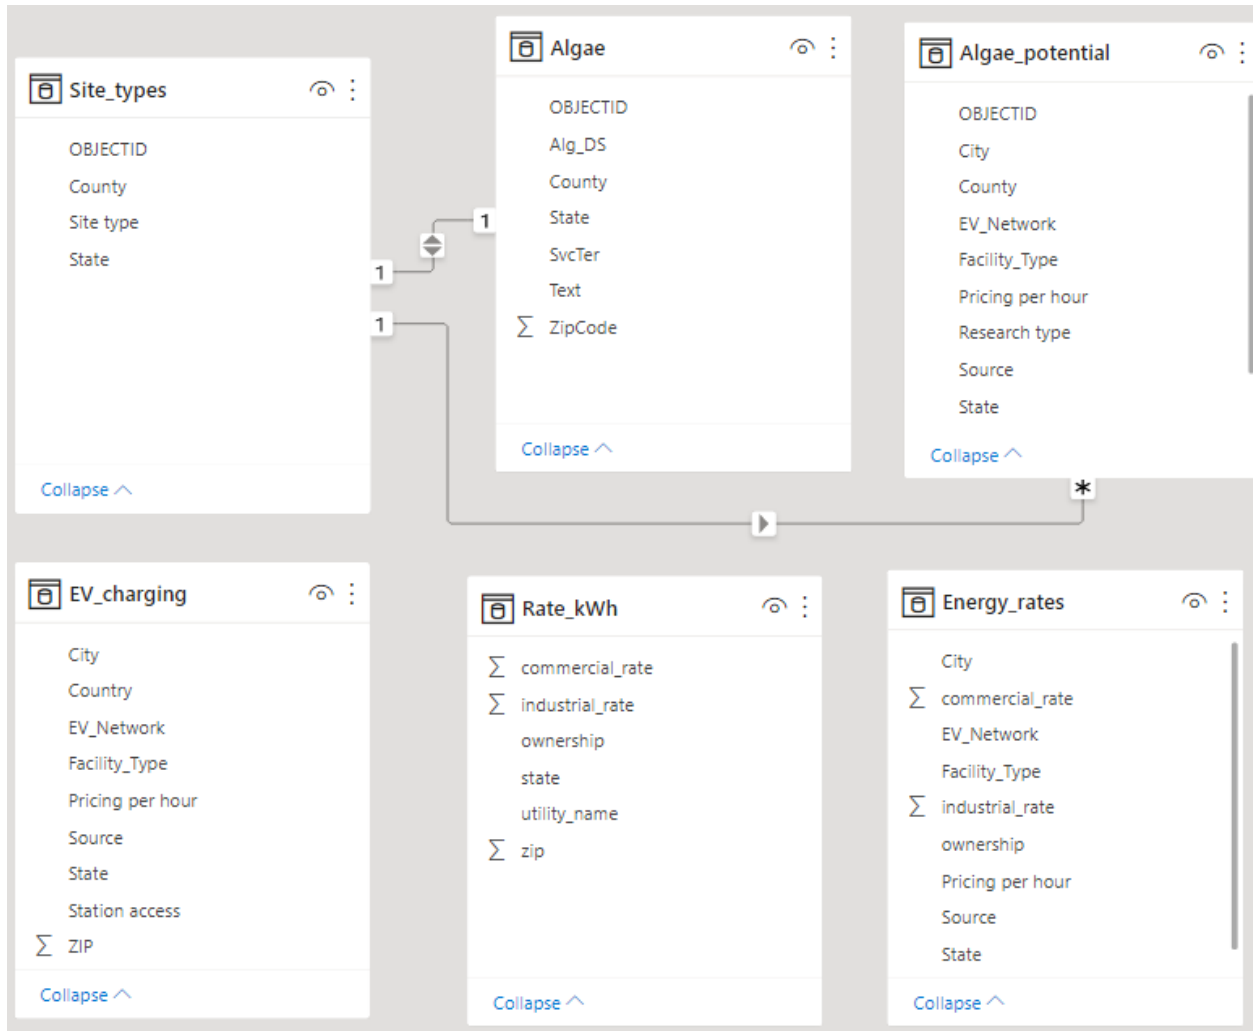 Site_types
OBJECTID
County
Site type
State
Collapse
1
1
Algae
OBJECTID
Alg_DS
County
State
SvcTer
Text
Σ ZipCode
Collapse
1
Algae_potential
OBJECTID
City
County
EV_Network
Facility_Type
Pricing per hour
Research type
Source
State
Collapse
*
EV_charging
City
Country
EV_Network
Facility_Type
Pricing per hour
Source
State
Station access
Σ ZIP
Collapse
Rate_kWh
Σ commercial_rate
Σ industrial_rate
ownership
state
utility_name
Σ zip
Collapse
Energy_rates
City
Σ commercial_rate
EV_Network
Facility_Type
Σ industrial_rate
ownership
Pricing per hour
Source
State
Collapse